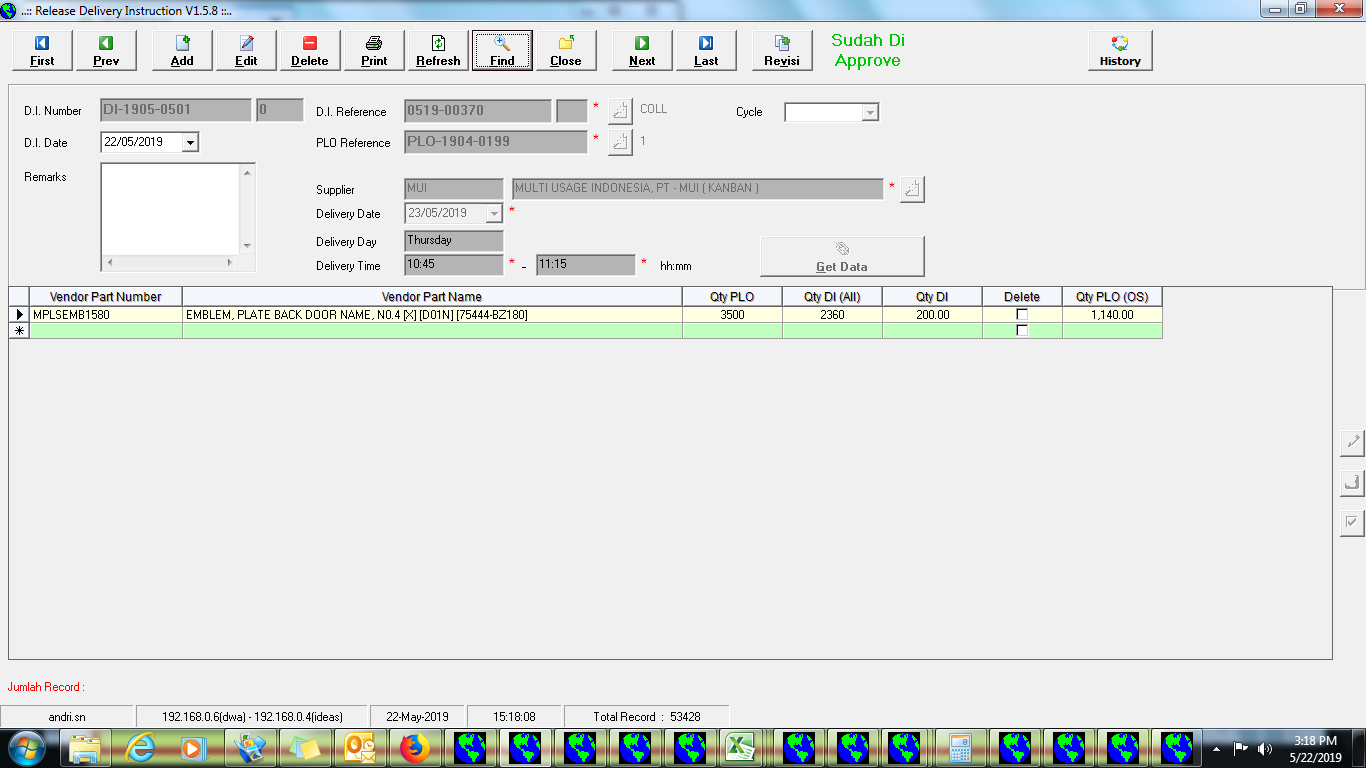 ..:: Release Delivery Instruction V1.5.8 ::..
First Prev Add Edit Delete Print Refresh Find Close Next Last Revisi Sudah Di Approve History
D.I. Number DI-1905-0501 0 D.I. Reference 0519-00370 * COLL Cycle
D.I. Date 22/05/2019 PLO Reference PLO-1904-0199 * 1
Remarks
Supplier MUI MULTI USAGE INDONESIA, PT - MUI ( KANBAN ) *
Delivery Date 23/05/2019 *
Delivery Day Thursday
Delivery Time 10:45 * - 11:15 * hh:mm
Get Data
Vendor Part Number Vendor Part Name Qty PLO Qty DI (All) Qty DI Delete Qty PLO (OS)
MPLSEMB1580 EMBLEM, PLATE BACK DOOR NAME, N0.4 [X] [D01N] [75444-BZ180] 3500 2360 200.00 1,140.00
Jumlah Record :
andri.sn 192.168.0.6(dwa) - 192.168.0.4(ideas) 22-May-2019 15:18:08 Total Record : 53428
3:18 PM
5/22/2019